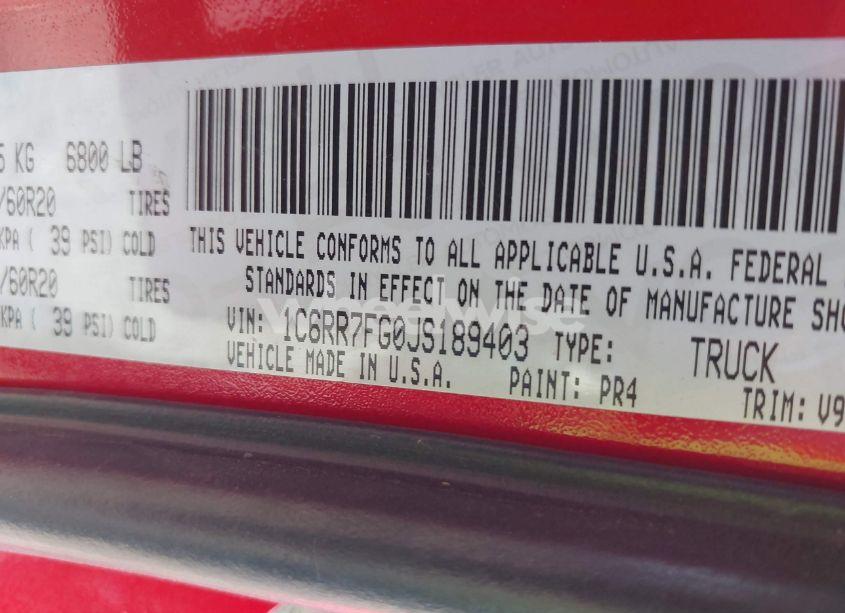 6800 LB
/60R20 TIRES
KPA ( 39 PSI) COLD
/60R20 TIRES
KPA ( 39 PSI) COLD
THIS VEHICLE CONFORMS TO ALL APPLICABLE U.S.A. FEDERAL
STANDARDS IN EFFECT ON THE DATE OF MANUFACTURE SHO
VIN: 1C6RR7FG0JS189403 TYPE: TRUCK
VEHICLE MADE IN U.S.A. PAINT: PR4 TRIM: V9
wheelwise